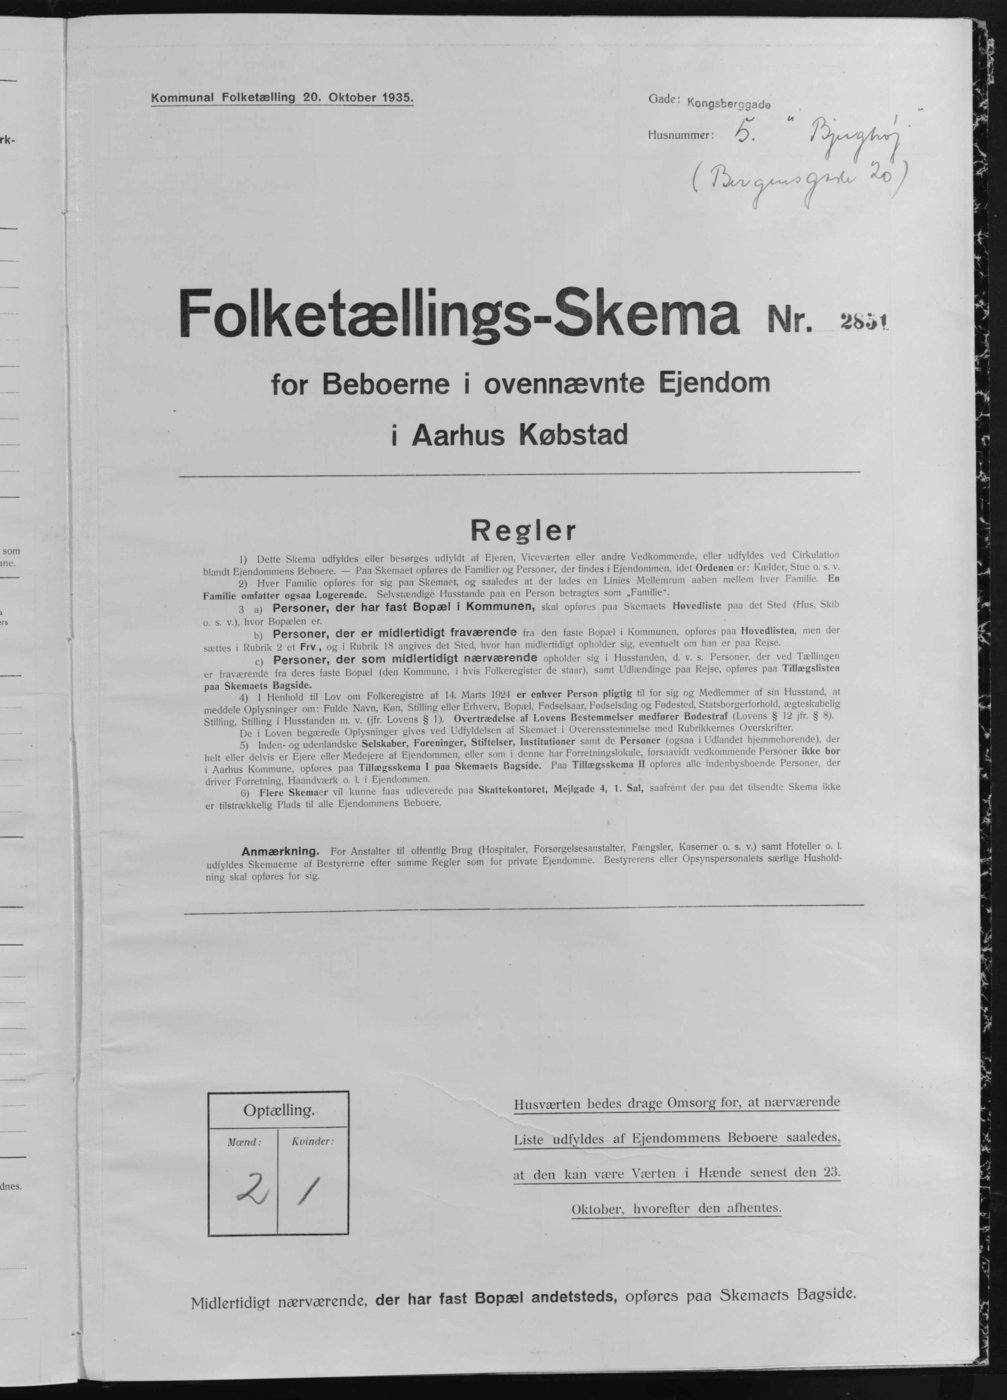 rk-
som
ane.
a
ers
dnes.
Kommunal Folketælling 20. Oktober 1935.
Gade: Kongsberggade
Husnummer: 5. " Bjerghøj "
(Bergensgade 20)
Folketællings-Skema Nr. 2851
for Beboerne i ovennævnte Ejendom
i Aarhus Købstad
Regler
1) Dette Skema udfyldes eller besørges udfyldt af Ejeren, Viceværten eller andre Vedkommende, eller udfyldes ved Cirkulation
blandt Ejendommens Beboere. — Paa Skemaet opføres de Familier og Personer, der findes i Ejendommen, idet Ordenen er: Kælder, Stue o. s. v.
2) Hver Familie opføres for sig paa Skemaet, og saaledes at der lades en Linies Mellemrum aaben mellem hver Familie. En
Familie omfatter ogsaa Logerende. Selvstændige Husstande paa en Person betragtes som „Familie".
3 a) Personer, der har fast Bopæl i Kommunen, skal opføres paa Skemaets Hovedliste paa det Sted (Hus, Skib
o. s. v.), hvor Bopælen er.
b) Personer, der er midlertidigt fraværende fra den faste Bopæl i Kommunen, opføres paa Hovedlisten, men der
sættes i Rubrik 2 et Frv., og i Rubrik 18 angives det Sted, hvor han midlertidigt opholder sig, eventuelt om han er paa Rejse.
c) Personer, der som midlertidigt nærværende opholder sig i Husstanden, d. v. s. Personer, der ved Tællingen
er fraværende fra deres faste Bopæl (den Kommune, i hvis Folkeregister de staar), samt Udlændinge paa Rejse, opføres paa Tillægslisten
paa Skemaets Bagside.
4) I Henhold til Lov om Folkeregistre af 14. Marts 1924 er enhver Person pligtig til for sig og Medlemmer af sin Husstand, at
meddele Oplysninger om: Fulde Navn, Køn, Stilling eller Erhverv, Bopæl, Fødselsaar, Fødselsdag og Fødested, Statsborgerforhold, ægteskabelig
Stilling, Stilling i Husstanden m. v. (jfr. Lovens § 1). Overtrædelse af Lovens Bestemmelser medfører Bødestraf (Lovens § 12 jfr. § 8).
De i Loven begærede Oplysninger gives ved Udfyldelsen af Skemaet i Overensstemmelse med Rubrikkernes Overskrifter.
5) Inden- og udenlandske Selskaber, Foreninger, Stiftelser, Institutioner samt de Personer (ogsaa i Udlandet hjemmehørende), der
helt eller delvis er Ejere eller Medejere af Ejendommen, eller som i denne har Forretningslokale, forsaavidt vedkommende Personer ikke bor
i Aarhus Kommune, opføres paa Tillægsskema I paa Skemaets Bagside. Paa Tillægsskema II opføres alle indenbysboende Personer, der
driver Forretning, Haandværk o. l. i Ejendommen.
6) Flere Skemaer vil kunne faas udleverede paa Skattekontoret, Mejlgade 4, 1. Sal, saafremt der paa det tilsendte Skema ikke
er tilstrækkelig Plads til alle Ejendommens Beboere.
Anmærkning. For Anstalter til offentlig Brug (Hospitaler, Forsørgelsesanstalter, Fængsler, Kaserner o. s. v.) samt Hoteller o. l.
udfyldes Skemaerne af Bestyrerne efter samme Regler som for private Ejendomme. Bestyrerens eller Opsynspersonalets særlige Hushold-
ning skal opføres for sig.
Optælling.
Mænd: Kvinder:
2 1
Husværten bedes drage Omsorg for, at nærværende
Liste udfyldes af Ejendommens Beboere saaledes,
at den kan være Værten i Hænde senest den 23.
Oktober, hvorefter den afhentes.
Midlertidigt nærværende, der har fast Bopæl andetsteds, opføres paa Skemaets Bagside.